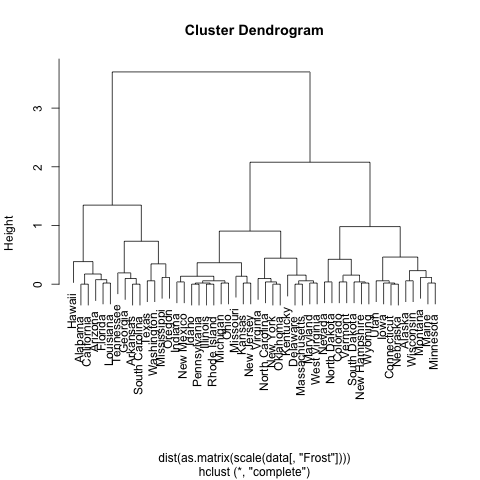 Cluster Dendrogram
Height
0
1
2
3
Hawaii
Alabama
California
Arizona
Florida
Louisiana
Tennessee
Georgia
Arkansas
South Carolina
Texas
Washington
Mississippi
Oregon
Indiana
New Mexico
Idaho
Pennsylvania
Illinois
Rhode Island
Michigan
Ohio
Missouri
Kansas
New Jersey
Virginia
North Carolina
New York
Oklahoma
Kentucky
Delaware
Massachusetts
Maryland
West Virginia
Nevada
North Dakota
Colorado
Vermont
South Dakota
New Hampshire
Wyoming
Utah
Iowa
Connecticut
Nebraska
Alaska
Wisconsin
Montana
Maine
Minnesota
dist(as.matrix(scale(data[, "Frost"])))
hclust (*, "complete")